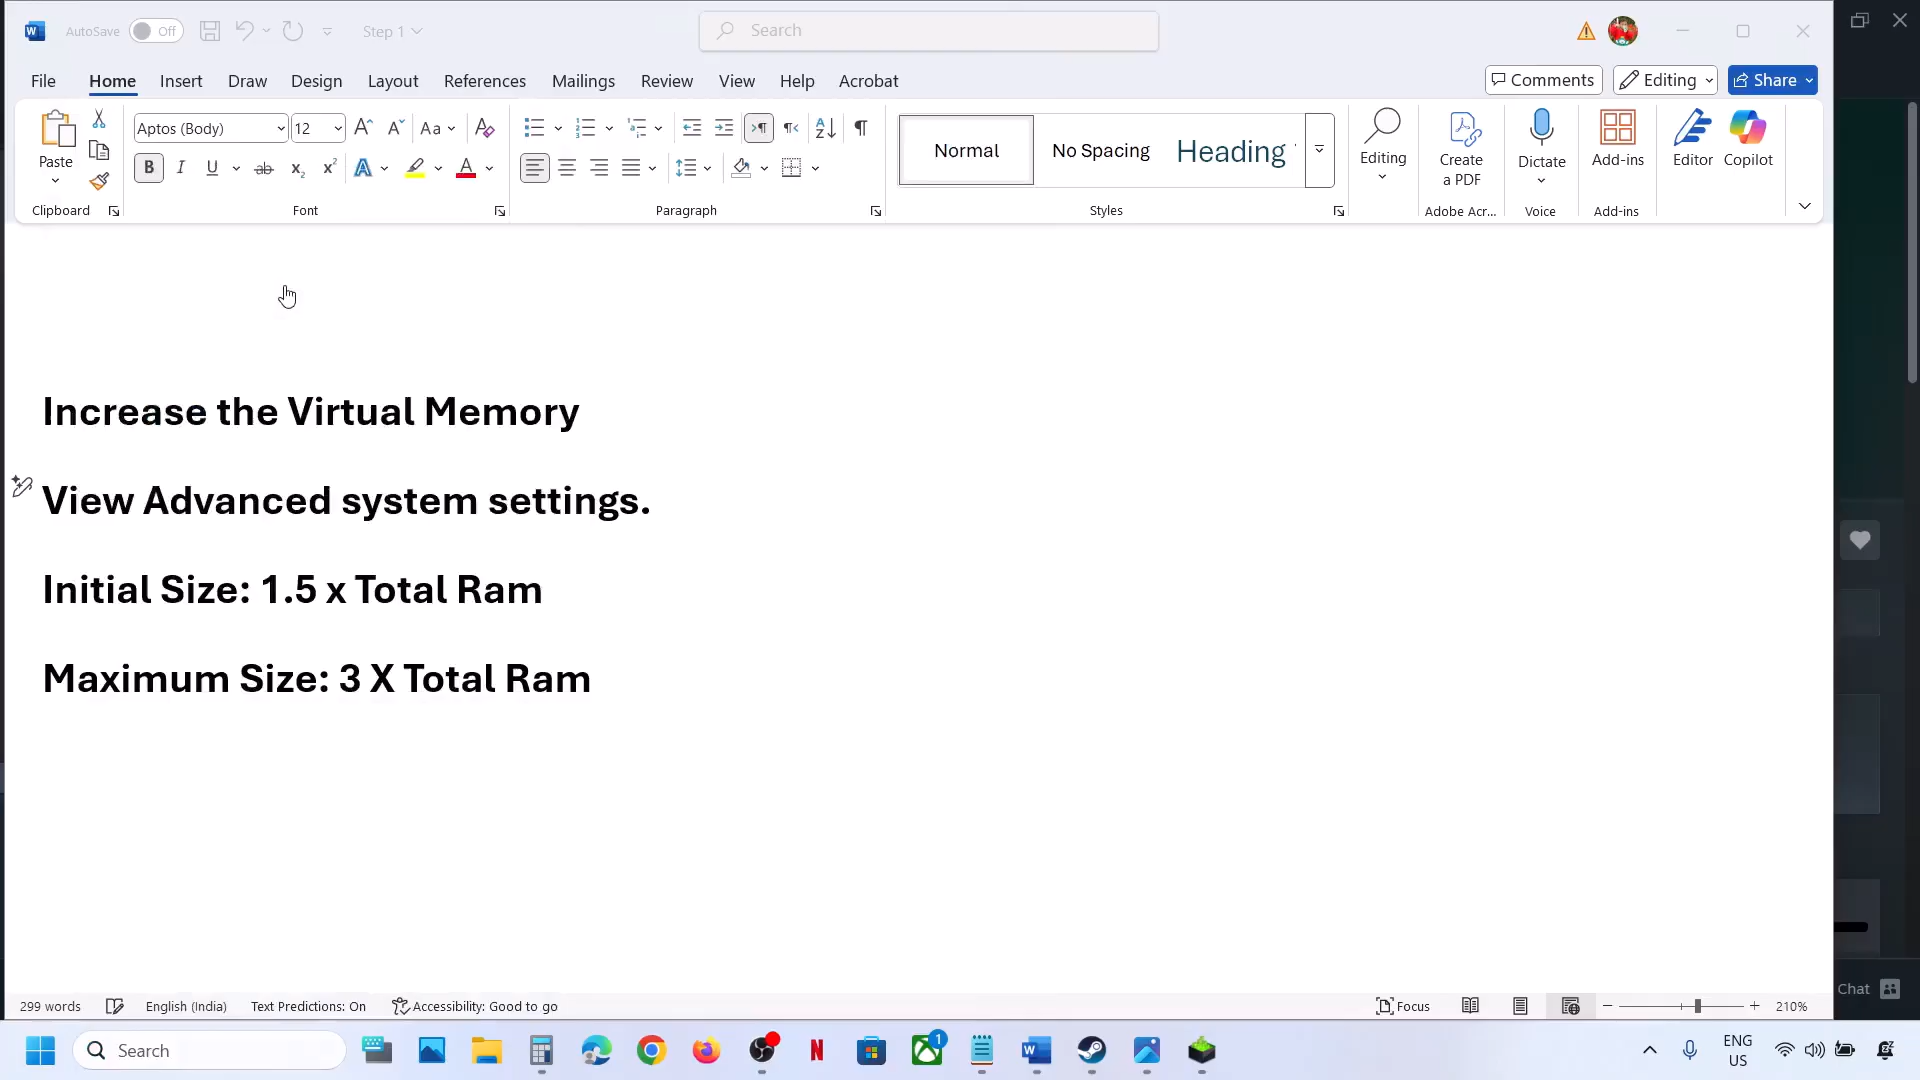 AutoSave Off Step 1 Search
File Home Insert Draw Design Layout References Mailings Review View Help Acrobat Comments Editing Share
Paste
Clipboard
Aptos (Body) 12
Font
Paragraph
Normal No Spacing Heading
Styles
Editing
Create a PDF
Adobe Acr...
Dictate
Voice
Add-ins
Add-ins
Editor
Copilot
Increase the Virtual Memory
View Advanced system settings.
Initial Size: 1.5 x Total Ram
Maximum Size: 3 X Total Ram
Chat
299 words English (India) Text Predictions: On Accessibility: Good to go Focus 210%
Search 1 ENG
US